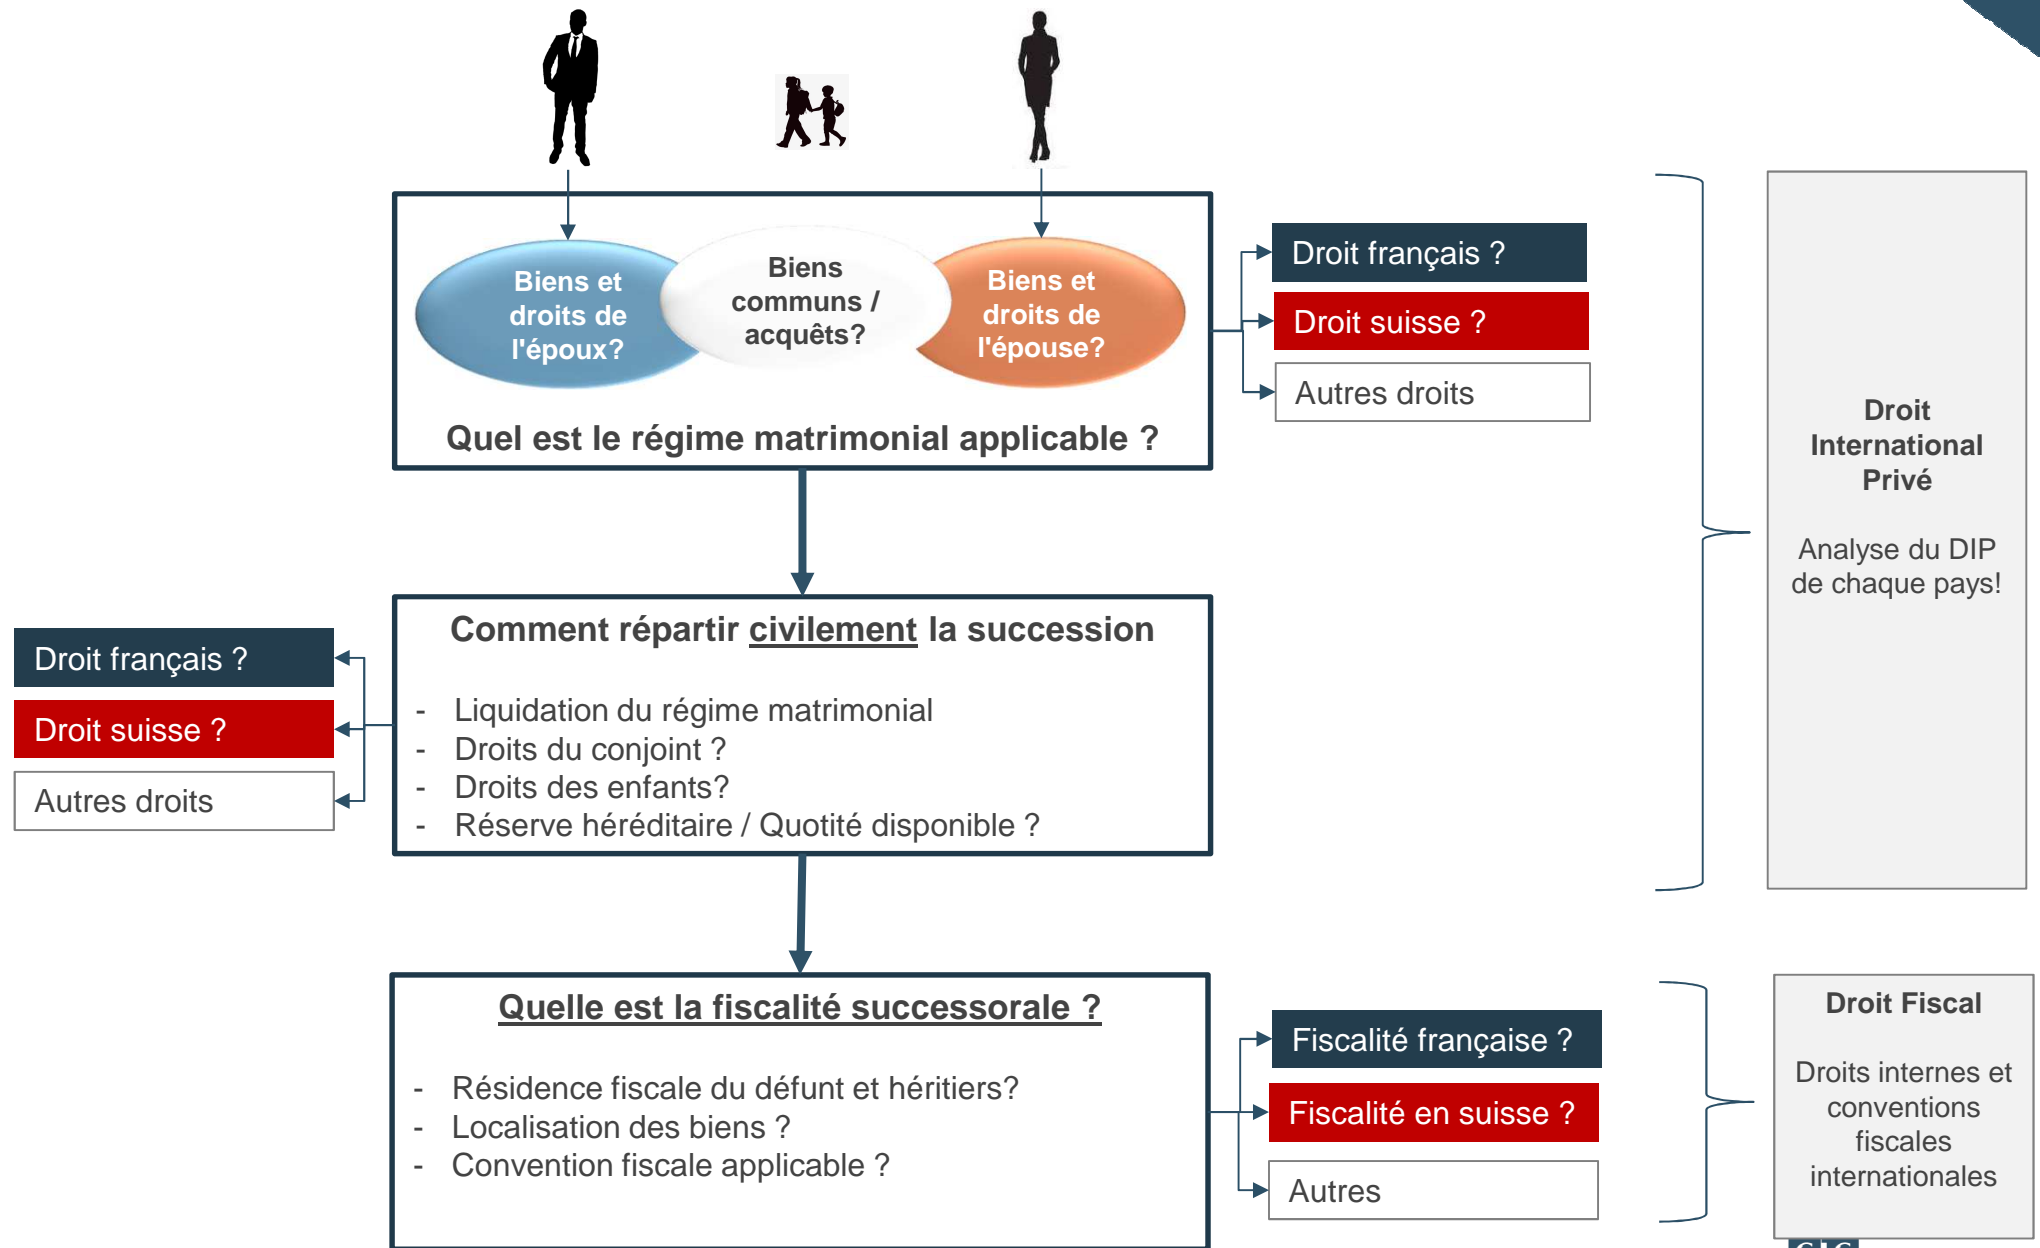 Biens et
droits de
l'époux?
Biens
communs /
acquêts?
Biens et
droits de
l'épouse?
Quel est le régime matrimonial applicable ?
Droit français ?
Droit suisse ?
Autres droits
Droit
International
Privé
Analyse du DIP
de chaque pays!
Comment répartir civilement la succession
- Liquidation du régime matrimonial
- Droits du conjoint ?
- Droits des enfants?
- Réserve héréditaire / Quotité disponible ?
Droit français ?
Droit suisse ?
Autres droits
Quelle est la fiscalité successorale ?
- Résidence fiscale du défunt et héritiers?
- Localisation des biens ?
- Convention fiscale applicable ?
Fiscalité française ?
Fiscalité en suisse ?
Autres
Droit Fiscal
Droits internes et
conventions
fiscales
internationales